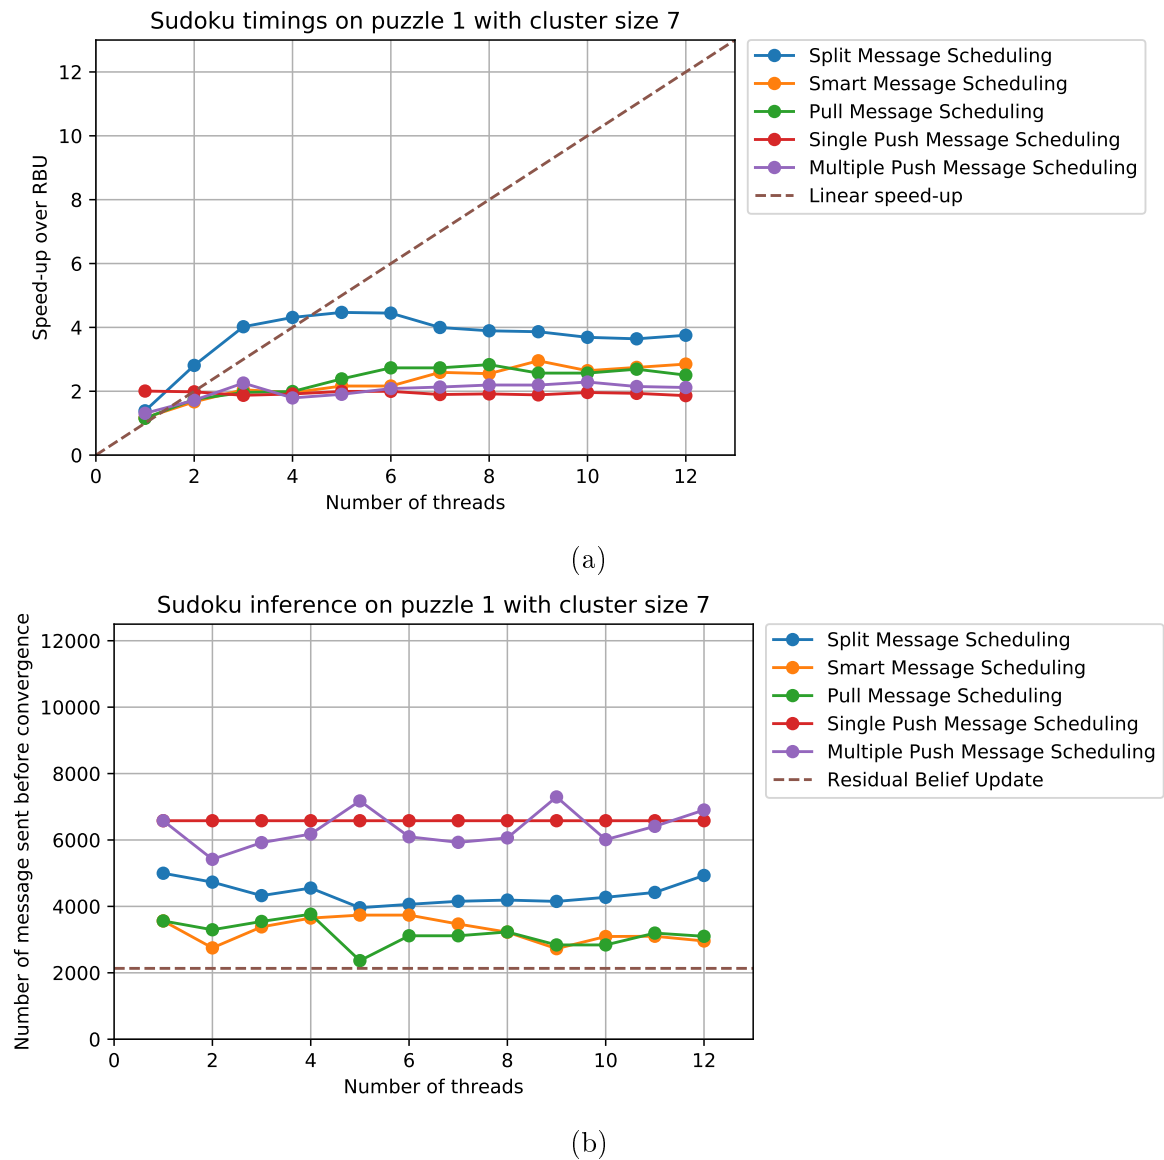 Sudoku timings on puzzle 1 with cluster size 7
Speed-up over RBU
12
10
8
6
4
2
0
0 2 4 6 8 10 12
Number of threads
Split Message Scheduling
Smart Message Scheduling
Pull Message Scheduling
Single Push Message Scheduling
Multiple Push Message Scheduling
Linear speed-up
(a)
Sudoku inference on puzzle 1 with cluster size 7
Number of message sent before convergence
12000
10000
8000
6000
4000
2000
0
0 2 4 6 8 10 12
Number of threads
Split Message Scheduling
Smart Message Scheduling
Pull Message Scheduling
Single Push Message Scheduling
Multiple Push Message Scheduling
Residual Belief Update
(b)